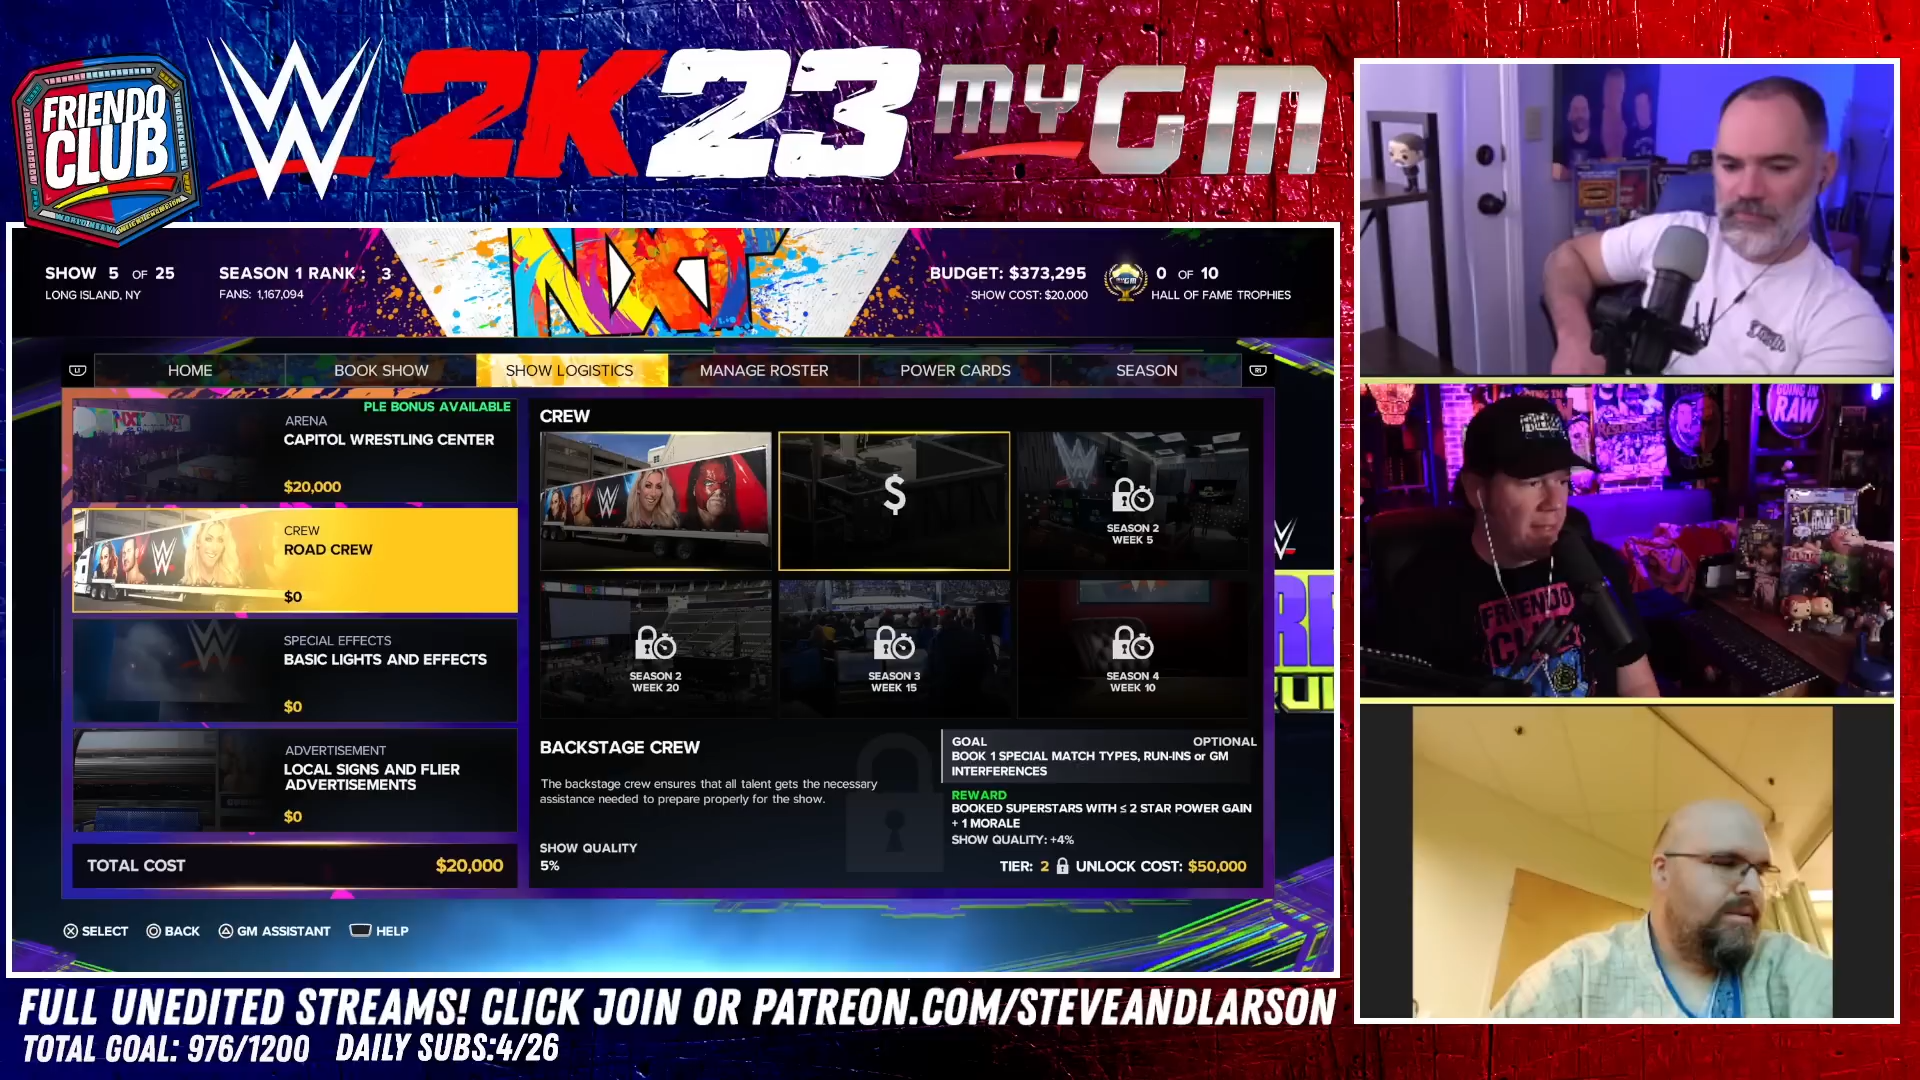 FRIENDO
CLUB
W 2K23 MyGM
NXT
SHOW 5 OF 25
LONG ISLAND, NY
SEASON 1 RANK: 3
FANS: 1,167,094
BUDGET: $373,295
SHOW COST: $20,000
0 OF 10
HALL OF FAME TROPHIES
HOME
BOOK SHOW
SHOW LOGISTICS
MANAGE ROSTER
POWER CARDS
SEASON
PLE BONUS AVAILABLE
ARENA
CAPITOL WRESTLING CENTER
$20,000
CREW
ROAD CREW
$0
SPECIAL EFFECTS
BASIC LIGHTS AND EFFECTS
$0
ADVERTISEMENT
LOCAL SIGNS AND FLIER
ADVERTISEMENTS
$0
TOTAL COST $20,000
CREW
$
SEASON 2
WEEK 5
SEASON 2
WEEK 20
SEASON 3
WEEK 15
SEASON 4
WEEK 10
BACKSTAGE CREW
The backstage crew ensures that all talent gets the necessary
assistance needed to prepare properly for the show.
SHOW QUALITY
5%
GOAL OPTIONAL
BOOK 1 SPECIAL MATCH TYPES, RUN-INS or GM
INTERFERENCES
REWARD
BOOKED SUPERSTARS WITH ≤ 2 STAR POWER GAIN
+ 1 MORALE
SHOW QUALITY: +4%
TIER: 2 UNLOCK COST: $50,000
SELECT BACK GM ASSISTANT HELP
GOING IN
RAW
FRIENDO
CLUB
FULL UNEDITED STREAMS! CLICK JOIN OR PATREON.COM/STEVEANDLARSON
TOTAL GOAL: 976/1200 DAILY SUBS:4/26